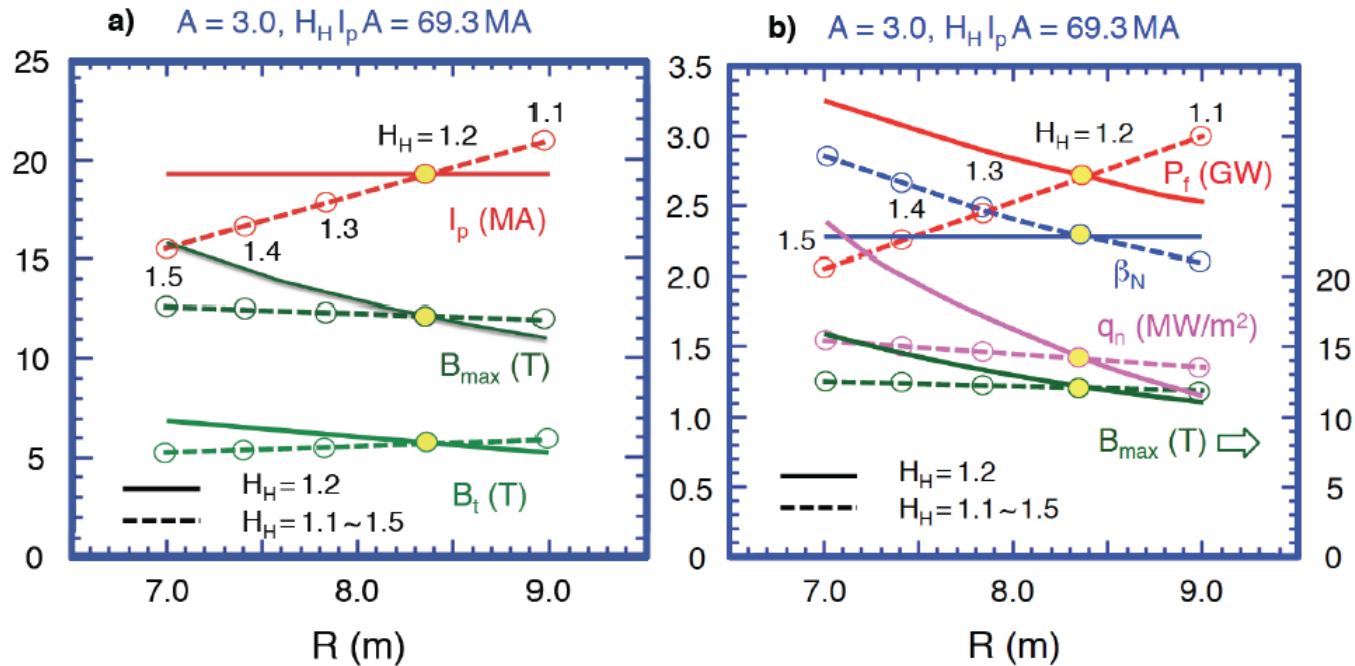 a) A = 3.0, H_H I_p A = 69.3 MA
25
20
15
10
5
0
H_H = 1.2
1.1
1.3
1.4
1.5
I_p (MA)
B_max (T)
B_t (T)
H_H = 1.2
H_H = 1.1~1.5
7.0 8.0 9.0
R (m)
b) A = 3.0, H_H I_p A = 69.3 MA
3.5
3.0
2.5
2.0
1.5
1.0
0.5
0.0
H_H = 1.2
1.1
1.3
1.4
1.5
P_f (GW)
β_N
q_n (MW/m²)
B_max (T)
H_H = 1.2
H_H = 1.1~1.5
20
15
10
5
0
7.0 8.0 9.0
R (m)